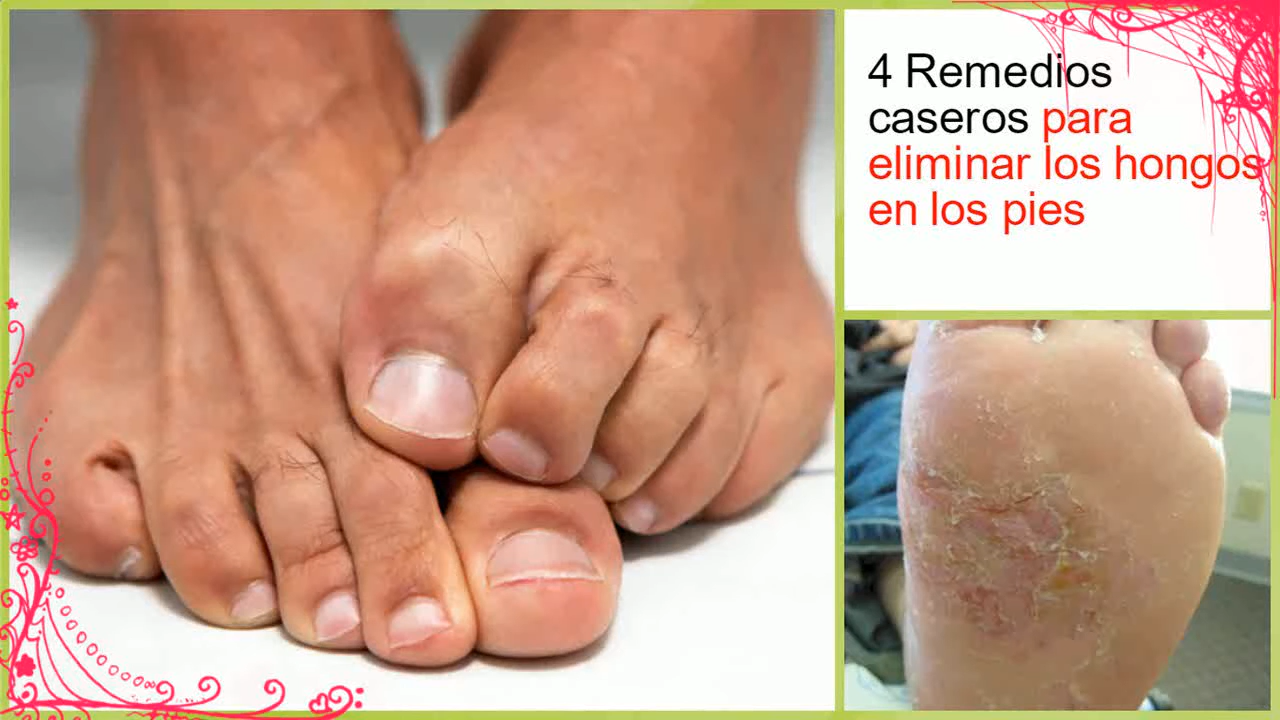 4 Remedios
caseros para
eliminar los hongos
en los pies